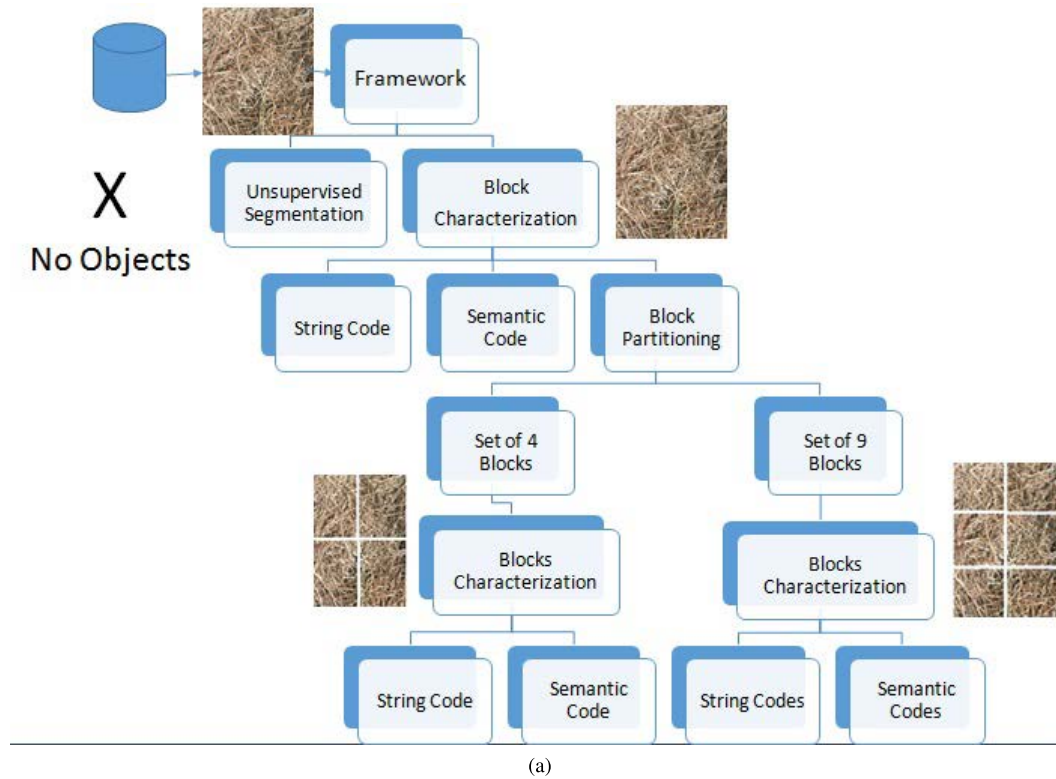 Framework
Unsupervised
Segmentation
Block
Characterization
X
No Objects
String Code
Semantic
Code
Block
Partitioning
Set of 4
Blocks
Set of 9
Blocks
Blocks
Characterization
Blocks
Characterization
String Code
Semantic
Code
String Codes
Semantic
Codes
(a)